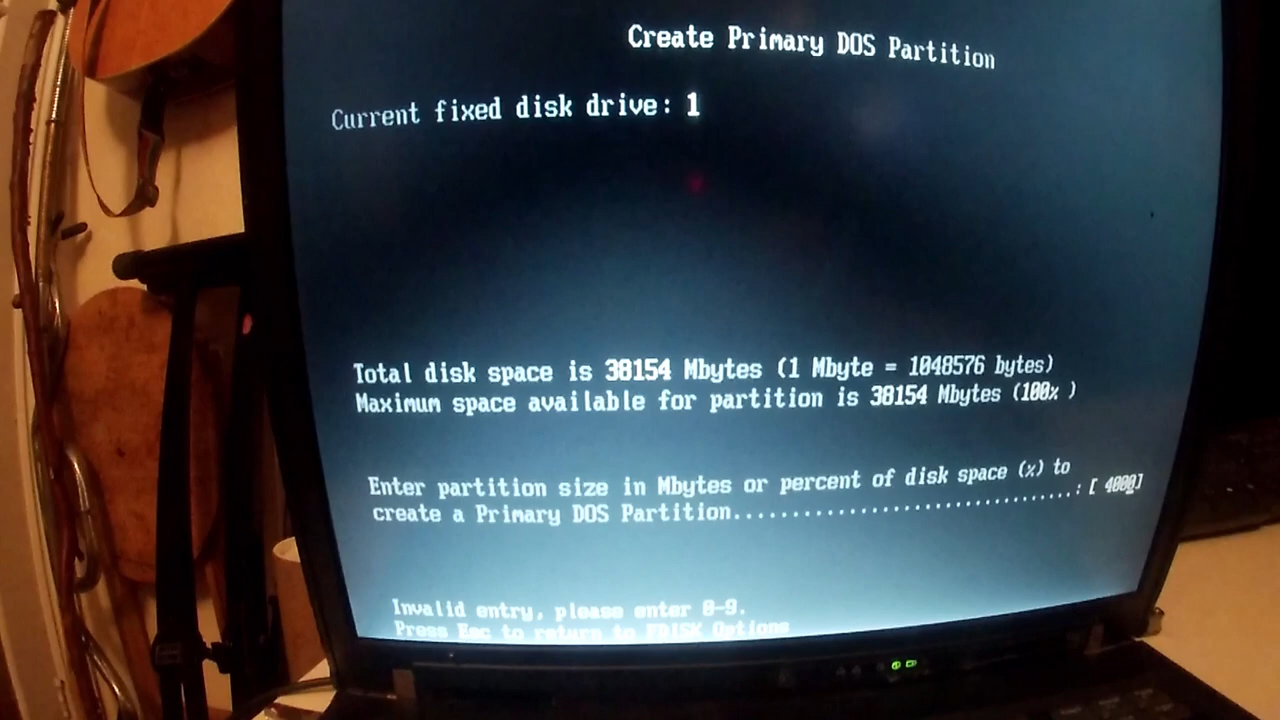 Create Primary DOS Partition
Current fixed disk drive: 1
Total disk space is 38154 Mbytes (1 Mbyte = 1048576 bytes)
Maximum space available for partition is 38154 Mbytes (100% )
Enter partition size in Mbytes or percent of disk space (%) to
create a Primary DOS Partition.....................................: [ 4000]
Invalid entry, please enter 0-9.
Press Esc to return to FDISK Options